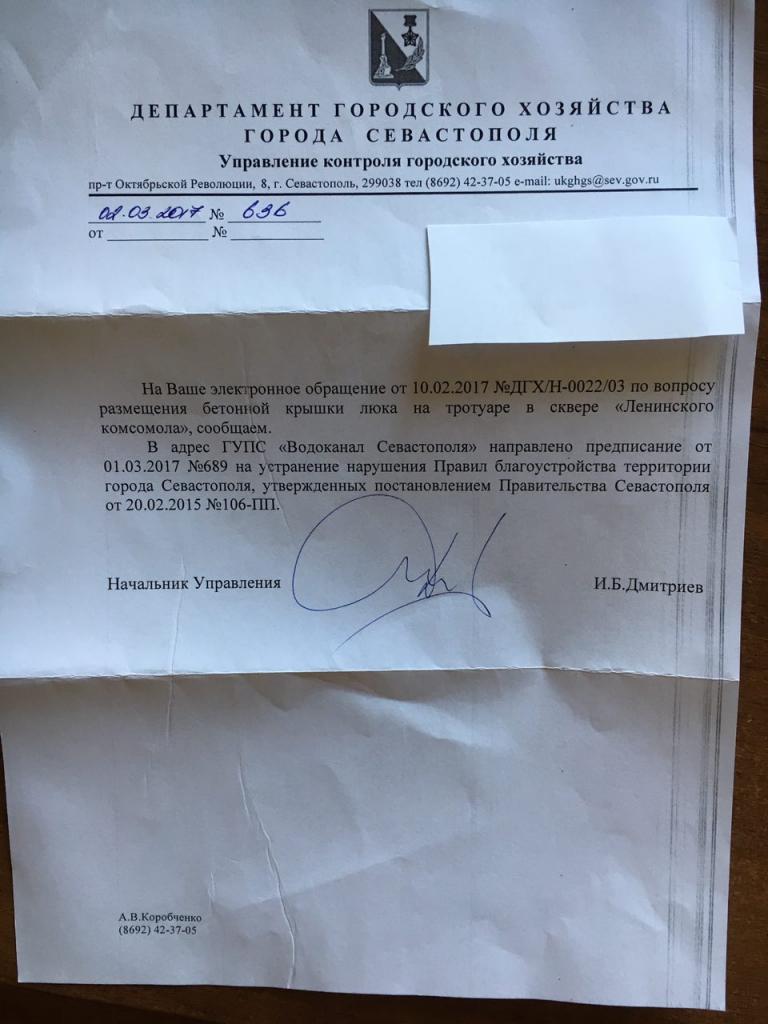 ДЕПАРТАМЕНТ ГОРОДСКОГО ХОЗЯЙСТВА
ГОРОДА СЕВАСТОПОЛЯ
Управление контроля городского хозяйства
пр-т Октябрьской Революции, 8, г. Севастополь, 299038 тел (8692) 42-37-05 e-mail: ukghgs@sev.gov.ru
02.03.2017 № 636
от ____________ № ____________
На Ваше электронное обращение от 10.02.2017 №ДГХ/Н-0022/03 по вопросу
размещения бетонной крышки люка на тротуаре в сквере «Ленинского
комсомола», сообщаем.
В адрес ГУПС «Водоканал Севастополя» направлено предписание от
01.03.2017 №689 на устранение нарушения Правил благоустройства территории
города Севастополя, утвержденных постановлением Правительства Севастополя
от 20.02.2015 №106-ПП.
Начальник Управления И.Б.Дмитриев
А.В.Коробченко
(8692) 42-37-05